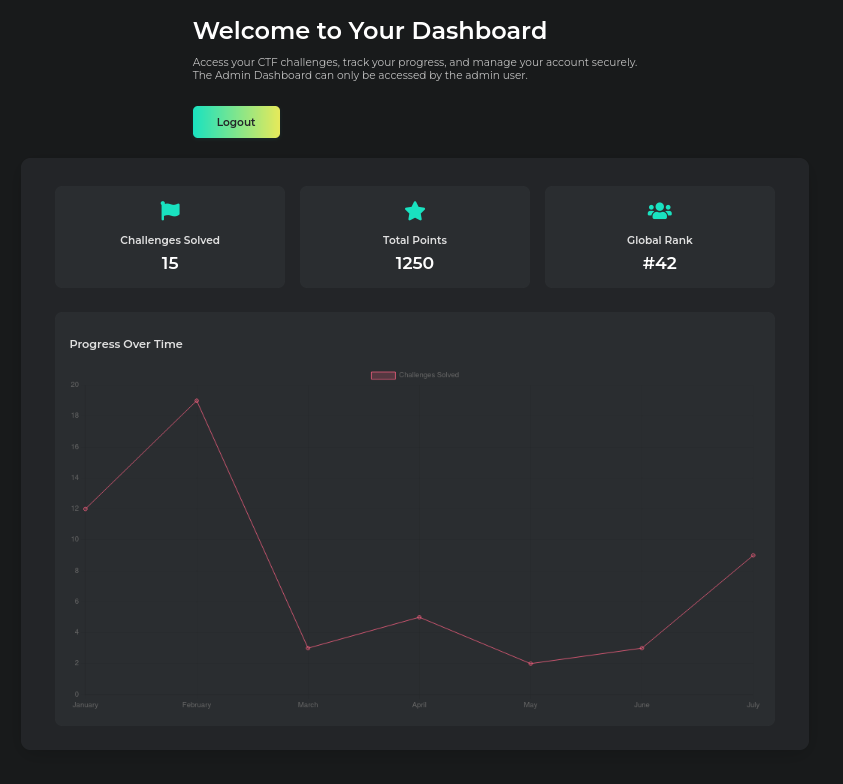 Welcome to Your Dashboard
Access your CTF challenges, track your progress, and manage your account securely.
The Admin Dashboard can only be accessed by the admin user.
Logout
Challenges Solved
15
Total Points
1250
Global Rank
#42
Progress Over Time
Challenges Solved
20
18
16
14
12
10
8
6
4
2
0
January February March April May June July